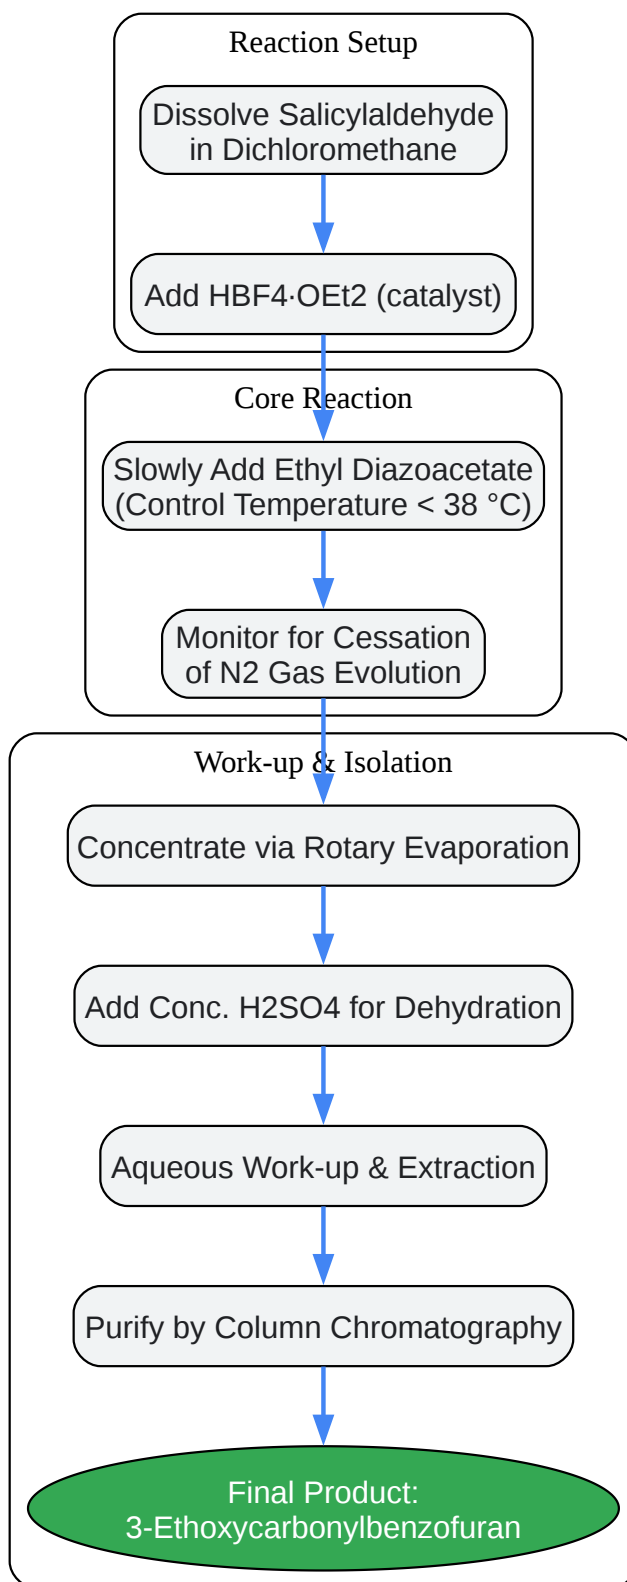 Reaction Setup
Dissolve Salicylaldehyde
in Dichloromethane
Add HBF4·OEt2 (catalyst)
Core Reaction
Slowly Add Ethyl Diazoacetate
(Control Temperature < 38 °C)
Monitor for Cessation
of N2 Gas Evolution
Work-up & Isolation
Concentrate via Rotary Evaporation
Add Conc. H2SO4 for Dehydration
Aqueous Work-up & Extraction
Purify by Column Chromatography
Final Product:
3-Ethoxycarbonylbenzofuran